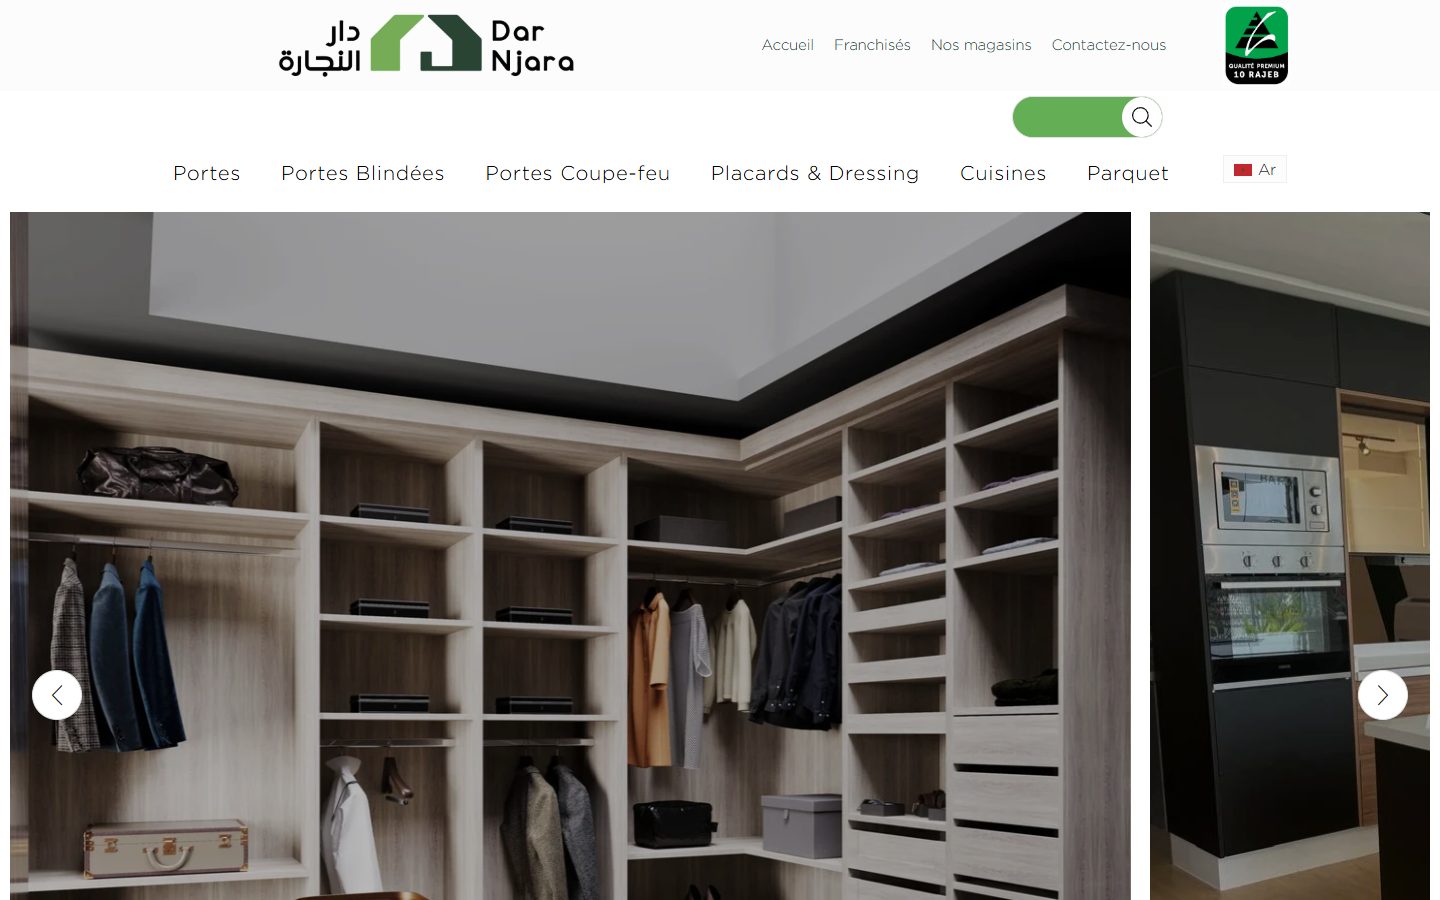 دار
النجارة
Dar
Njara
Accueil
Franchisés
Nos magasins
Contactez-nous
QUALITÉ PREMIUM
10 RAJEB
Portes
Portes Blindées
Portes Coupe-feu
Placards & Dressing
Cuisines
Parquet
Ar